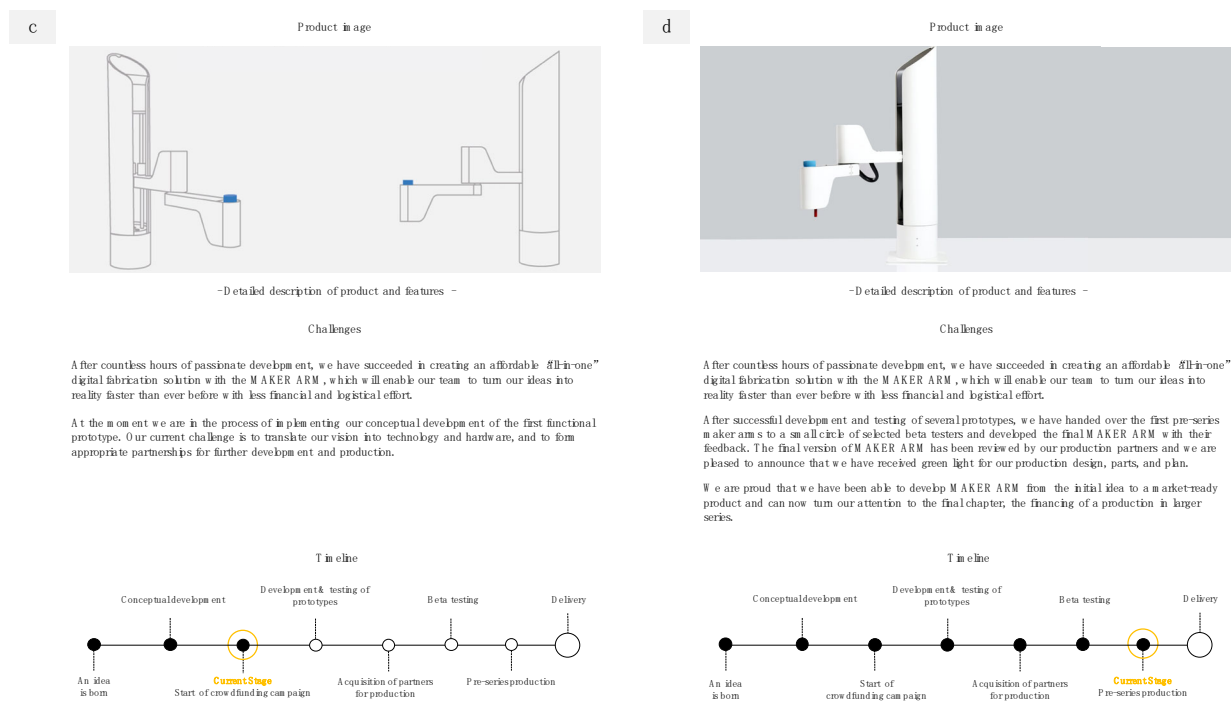 c
Product image
-Detailed description of product and features -
Challenges
After countless hours of passionate development, we have succeeded in creating an affordable “all-in-one”
digital fabrication solution with the MAKER ARM, which will enable our team to turn our ideas into
reality faster than ever before with less financial and logistical effort.
At the moment we are in the process of implementing our conceptual development of the first functional
prototype. Our current challenge is to translate our vision into technology and hardware, and to form
appropriate partnerships for further development and production.
Timeline
Conceptual development
Development & testing of
prototypes
Beta testing
Delivery
An idea
is born
Current Stage
Start of crowdfunding campaign
Acquisition of partners
for production
Pre-series production
d
Product image
-Detailed description of product and features -
Challenges
After countless hours of passionate development, we have succeeded in creating an affordable “all-in-one”
digital fabrication solution with the MAKER ARM, which will enable our team to turn our ideas into
reality faster than ever before with less financial and logistical effort.
After successful development and testing of several prototypes, we have handed over the first pre-series
maker arms to a small circle of selected beta testers and developed the final MAKER ARM with their
feedback. The final version of MAKER ARM has been reviewed by our production partners and we are
pleased to announce that we have received green light for our production design, parts, and plan.
We are proud that we have been able to develop MAKER ARM from the initial idea to a market-ready
product and can now turn our attention to the final chapter, the financing of a production in larger
series.
Timeline
Conceptual development
Development & testing of
prototypes
Beta testing
Delivery
An idea
is born
Start of
crowdfunding campaign
Acquisition of partners
for production
Current Stage
Pre-series production